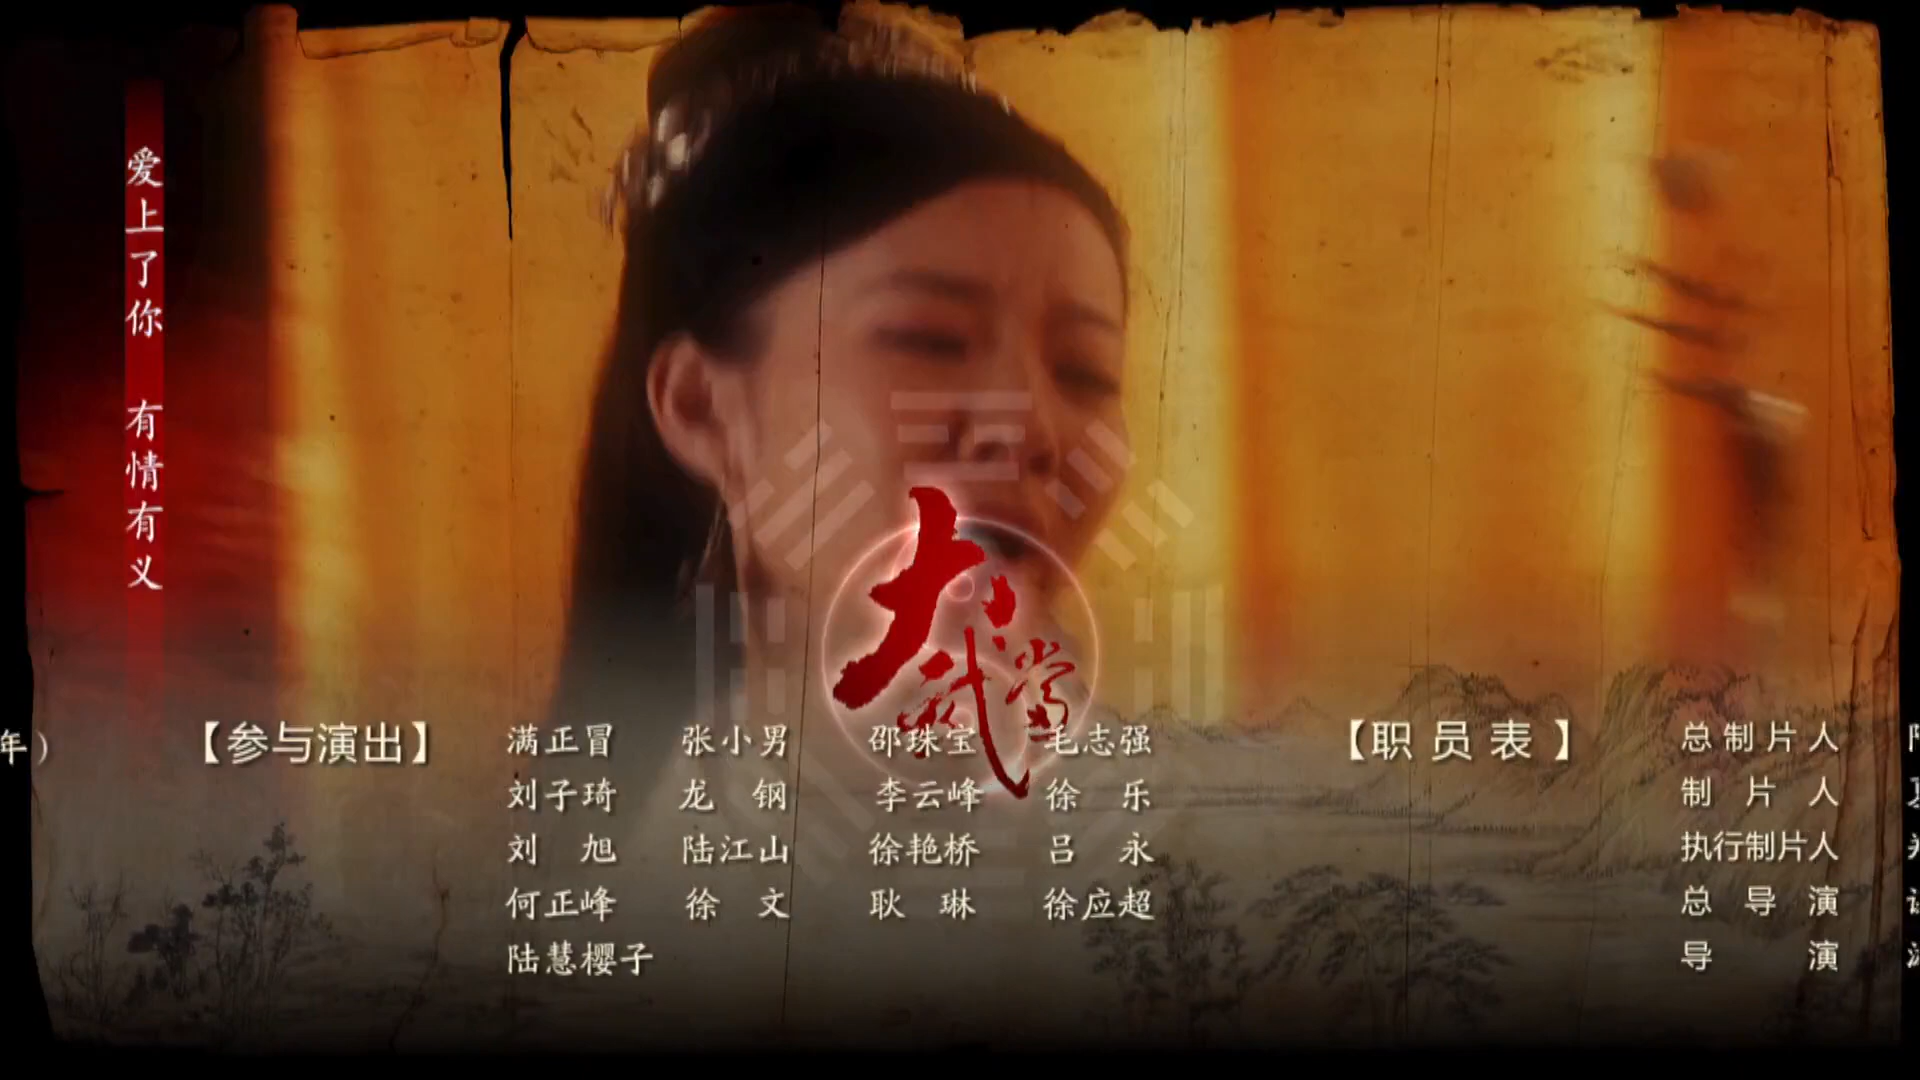 爱上了你 有情有义
大武当
年）
【参与演出】
满正冒 张小男 邵珠宝 毛志强
刘子琦 龙 钢 李云峰 徐 乐
刘 旭 陆江山 徐艳桥 吕 永
何正峰 徐 文 耿 琳 徐应超
陆慧樱子
【职员表】
总制片人
制片人
执行制片人
总导演
导演